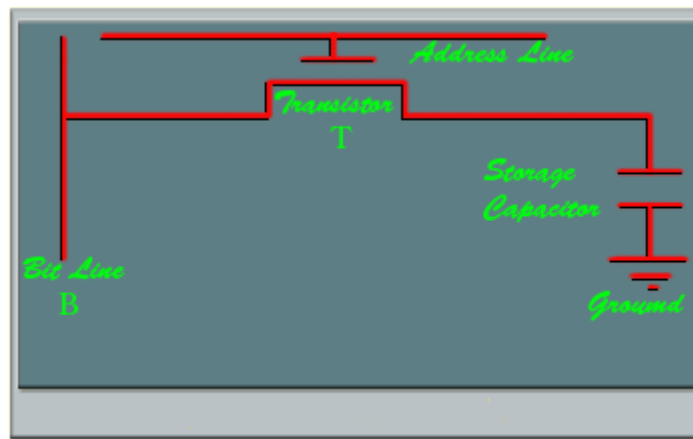 Address Line
Transistor
T
Storage
Capacitor
Bit Line
B
Groumd